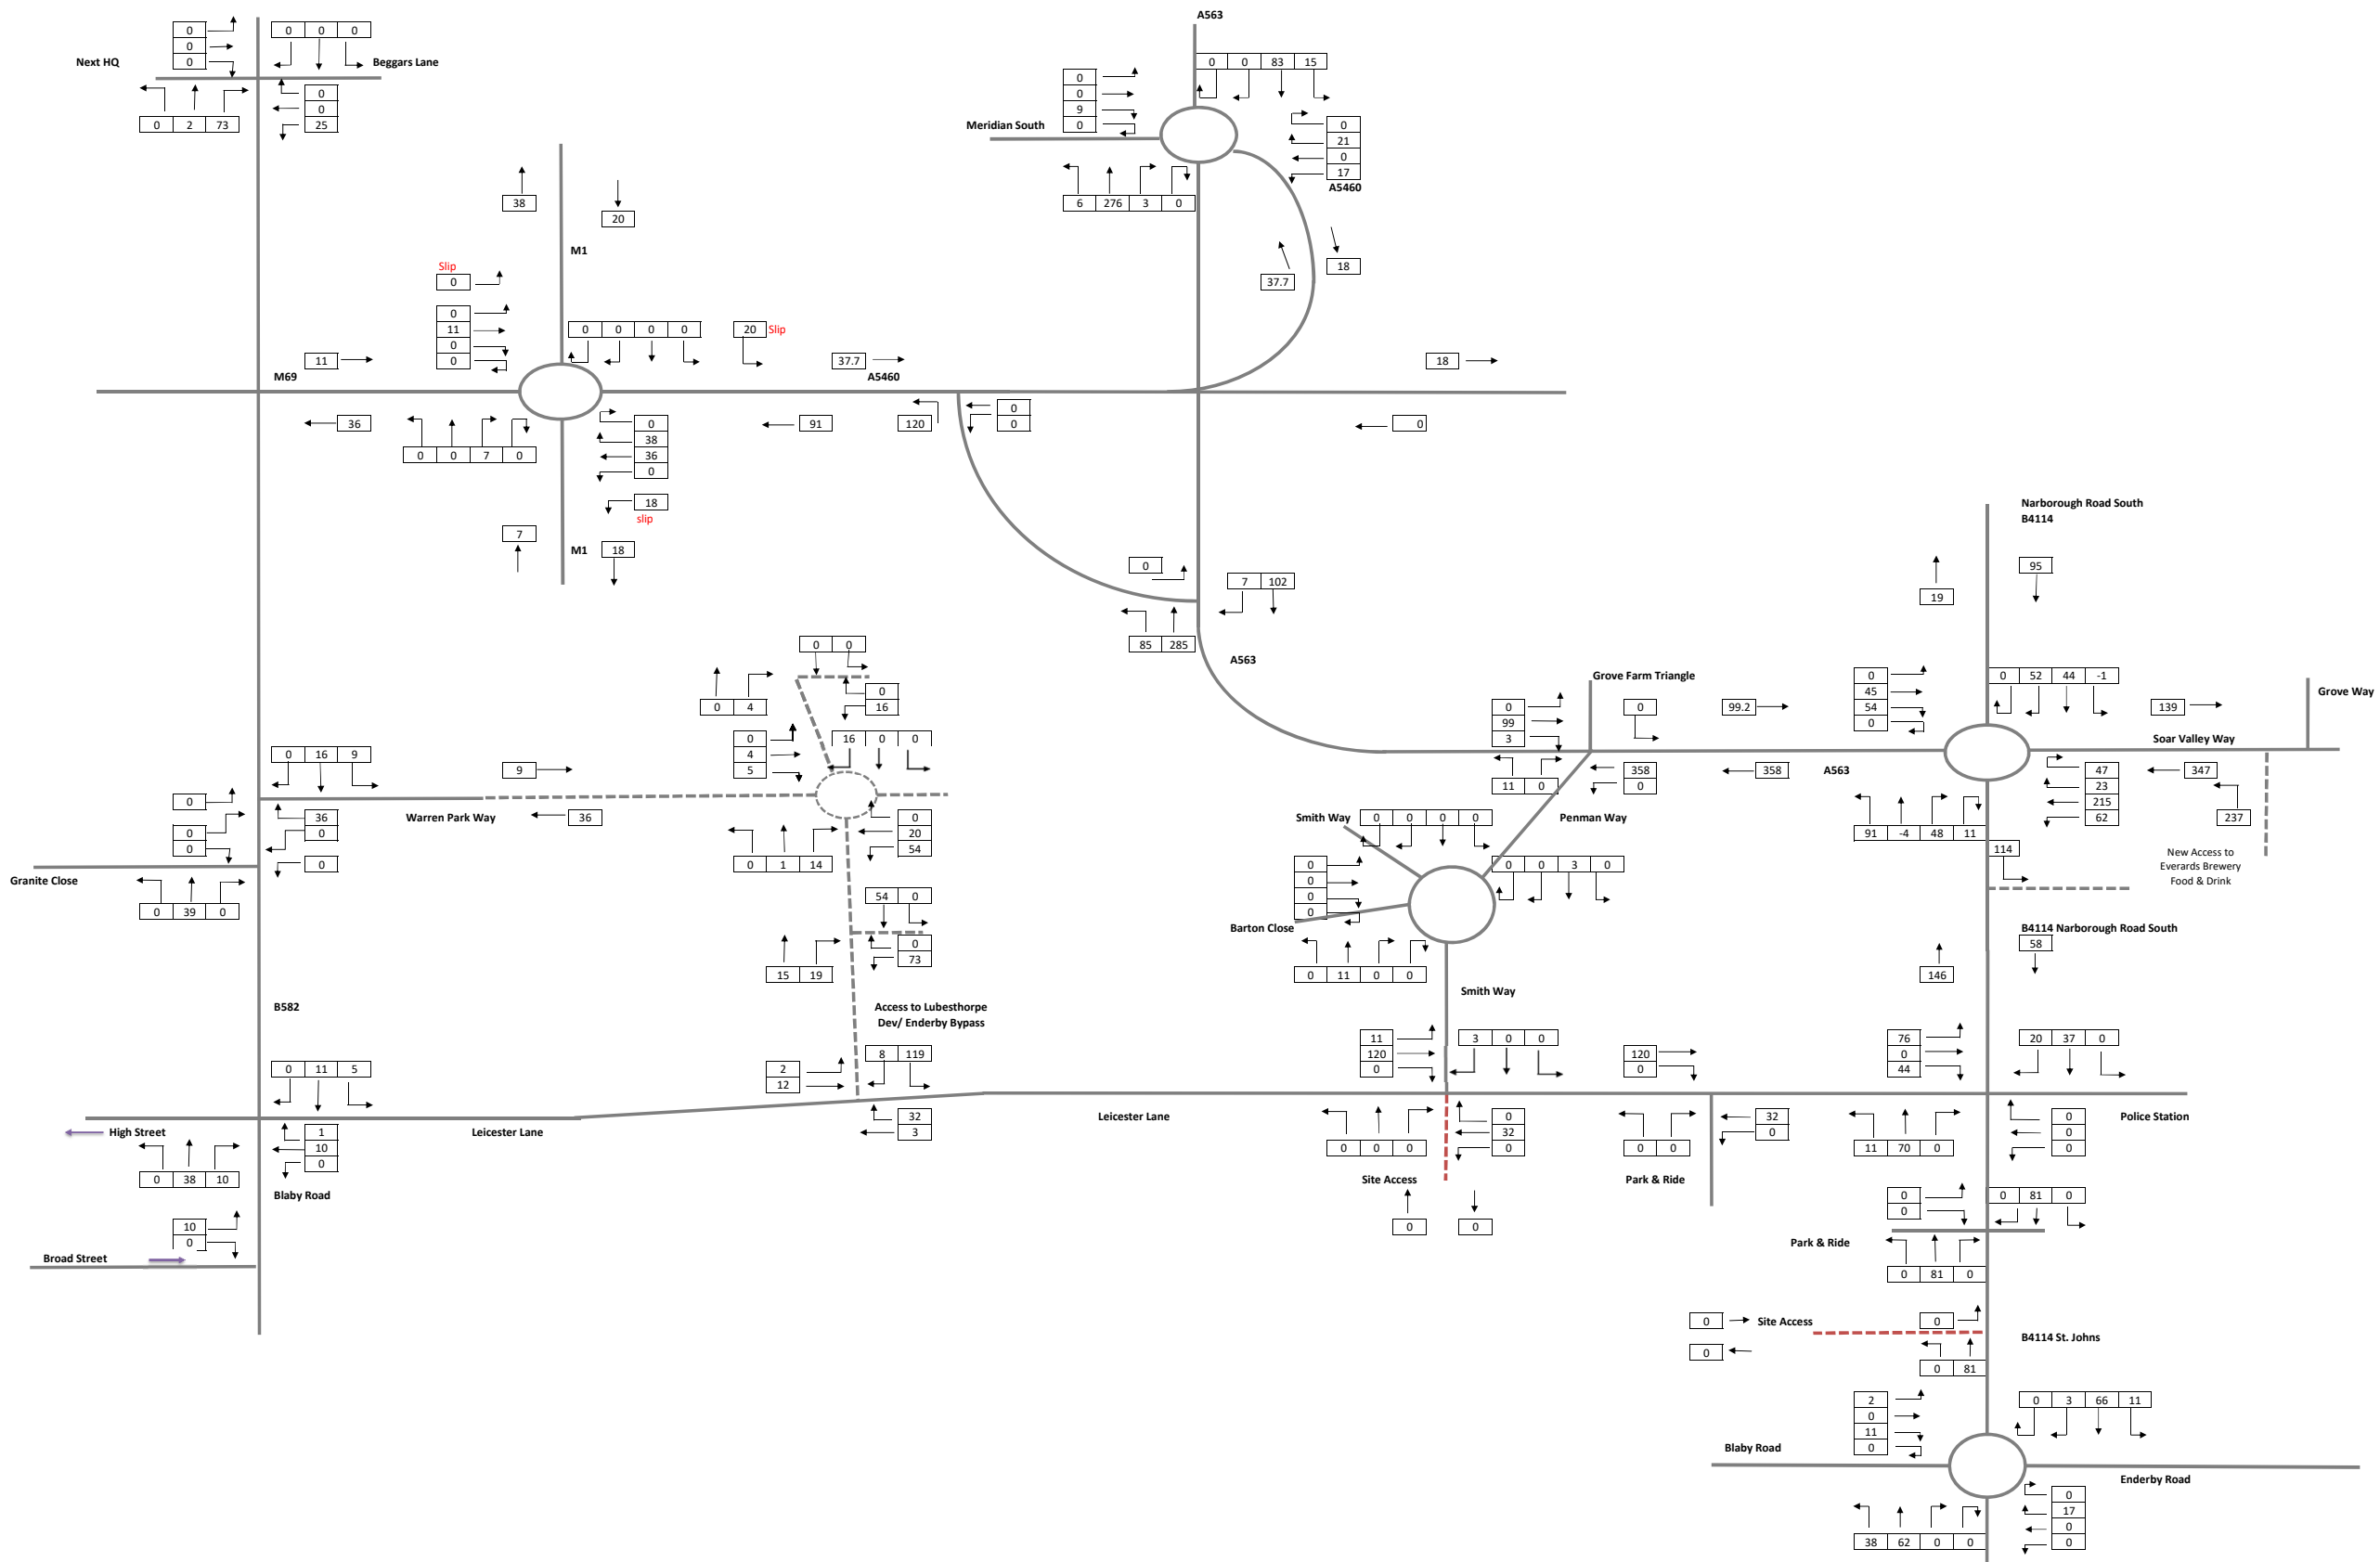 A563
0 0 0 0
0
0
Next HQ
Beggars Lane
0 0 83 15
0
0
9
0
0
0
25
0 2 73
Meridian South
0
21
0
17
A5460
6 276 3 0
38
20
M1
Slip
0
37.7
18
0
11
0
0
0 0 0 0
20 Slip
11
37.7
18
M69
A5460
36
0 0 7 0
0
38
36
0
91
120
0
0
0
18
slip
7
M1
18
Narborough Road South
B4114
0
7 102
95
19
85 285
A563
0 0
0 4
0
16
Grove Farm Triangle
0
99
3
0
99.2
0
45
54
0
0 52 44 -1
139
Grove Way
0
4
5
16 0 0
0 16 9
9
Soar Valley Way
11 0
358
0
358
A563
47
23
215
62
347
237
0
0
0
36
0
0
Warren Park Way
36
0
20
54
0 1 14
Smith Way
0 0 0 0
Penman Way
91 -4 48 11
114
New Access to
Everards Brewery
Food & Drink
Granite Close
0 39 0
54 0
0
0
0
0
0 0 3 0
Barton Close
B4114 Narborough Road South
0
73
15 19
0 11 0 0
58
146
B582
Access to Lubesthorpe
Dev/ Enderby Bypass
Smith Way
0 11 5
2
12
8 119
11
120
0
3 0 0
120
0
76
0
44
20 37 0
High Street
Leicester Lane
Leicester Lane
Police Station
1
10
0
32
3
0 38 10
Blaby Road
0 0 0
0
32
0
0 0
32
0
11 70 0
0
0
0
Site Access
Park & Ride
0
0
0 81 0
10
0
0
0
Broad Street
Park & Ride
0 81 0
0
Site Access
0
B4114 St. Johns
0
0 81
2
0
11
0
0 3 66 11
Blaby Road
Enderby Road
38 62 0 0
0
17
0
0